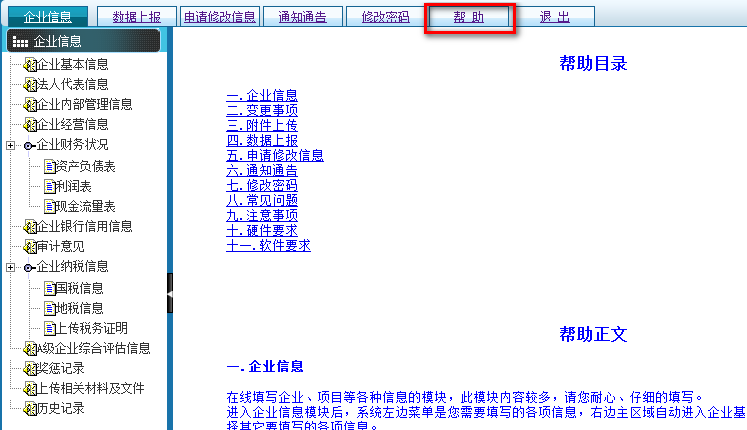 企业信息 数据上报 申请修改信息 通知通告 修改密码 帮 助 退 出
企业信息
企业基本信息
法人代表信息
企业内部管理信息
企业经营信息
企业财务状况
资产负债表
利润表
现金流量表
企业银行信用信息
审计意见
企业纳税信息
国税信息
地税信息
上传税务证明
A级企业综合评估信息
奖惩记录
上传相关材料及文件
历史记录
帮助目录
一.企业信息
二.变更事项
三.附件上传
四.数据上报
五.申请修改信息
六.通知通告
七.修改密码
八.常见问题
九.注意事项
十.硬件要求
十一.软件要求
帮助正文
一.企业信息
在线填写企业、项目等各种信息的模块，此模块内容较多，请您耐心、仔细的填写。
进入企业信息模块后，系统左边菜单是您需要填写的各项信息，右边主区域自动进入企业基
择其它要填写的各项信息。